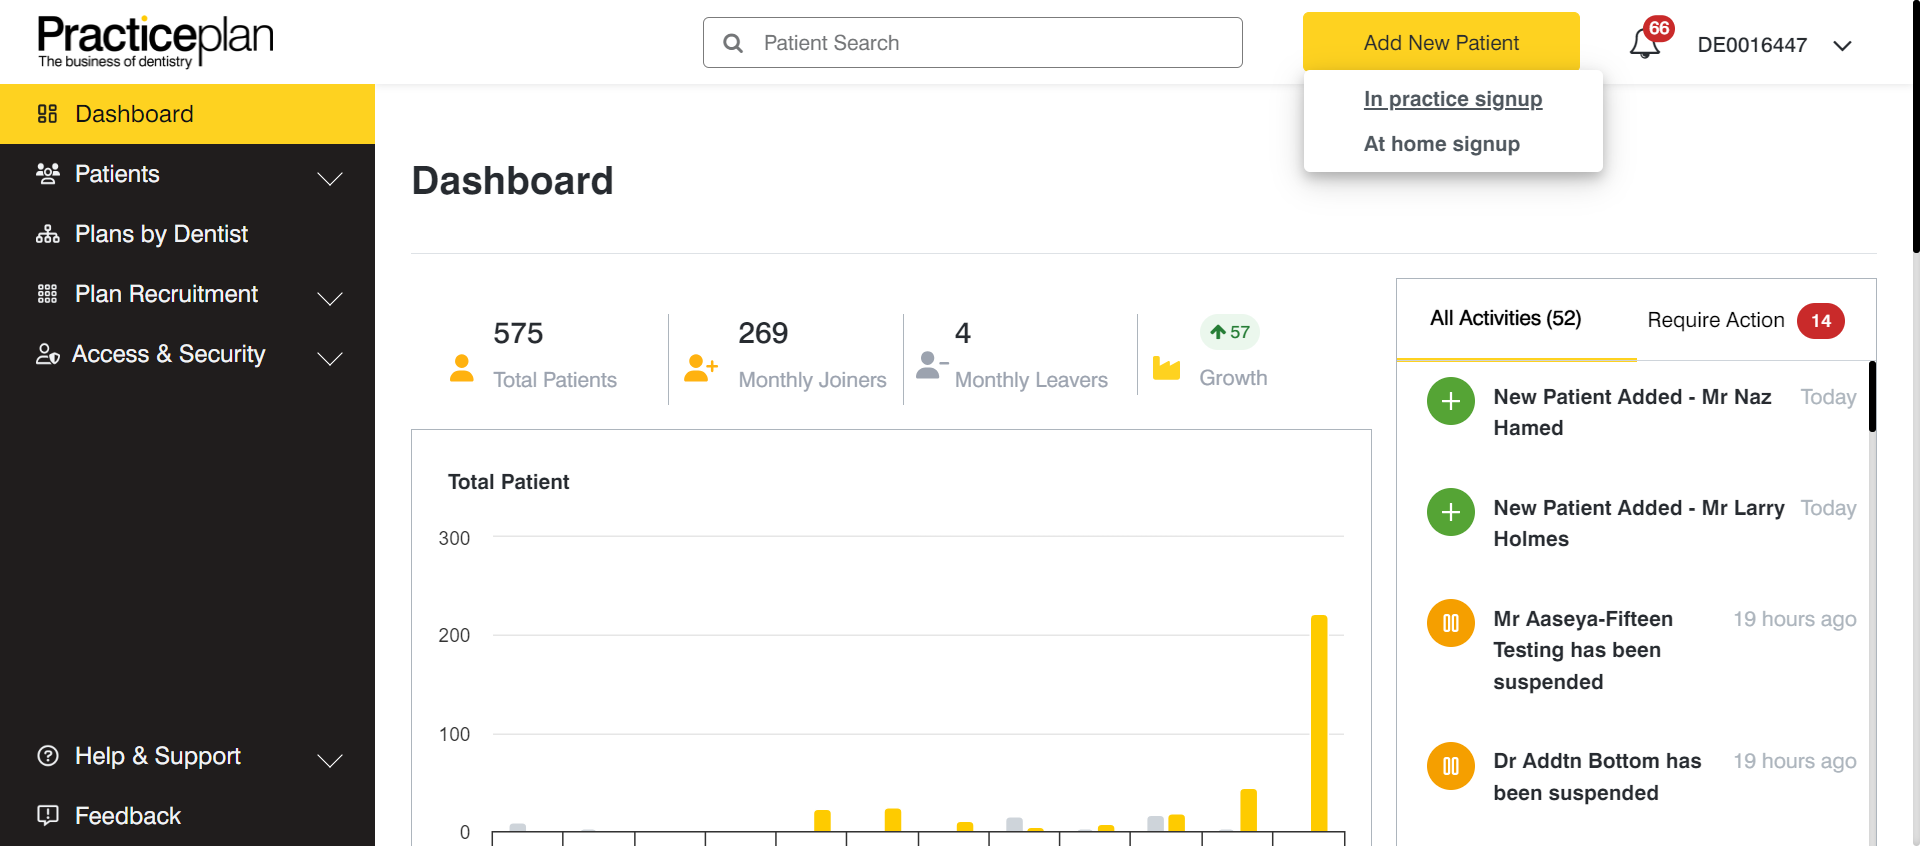 Practiceplan
The business of dentistry
Patient Search
Add New Patient
66
DE0016447
In practice signup
At home signup
Dashboard
Patients
Plans by Dentist
Plan Recruitment
Access & Security
Help & Support
Feedback
Dashboard
575
Total Patients
269
Monthly Joiners
4
Monthly Leavers
57
Growth
Total Patient
300
200
100
0
All Activities (52)
Require Action 14
New Patient Added - Mr Naz Today
Hamed
New Patient Added - Mr Larry Today
Holmes
Mr Aaseya-Fifteen 19 hours ago
Testing has been
suspended
Dr Addtn Bottom has 19 hours ago
been suspended